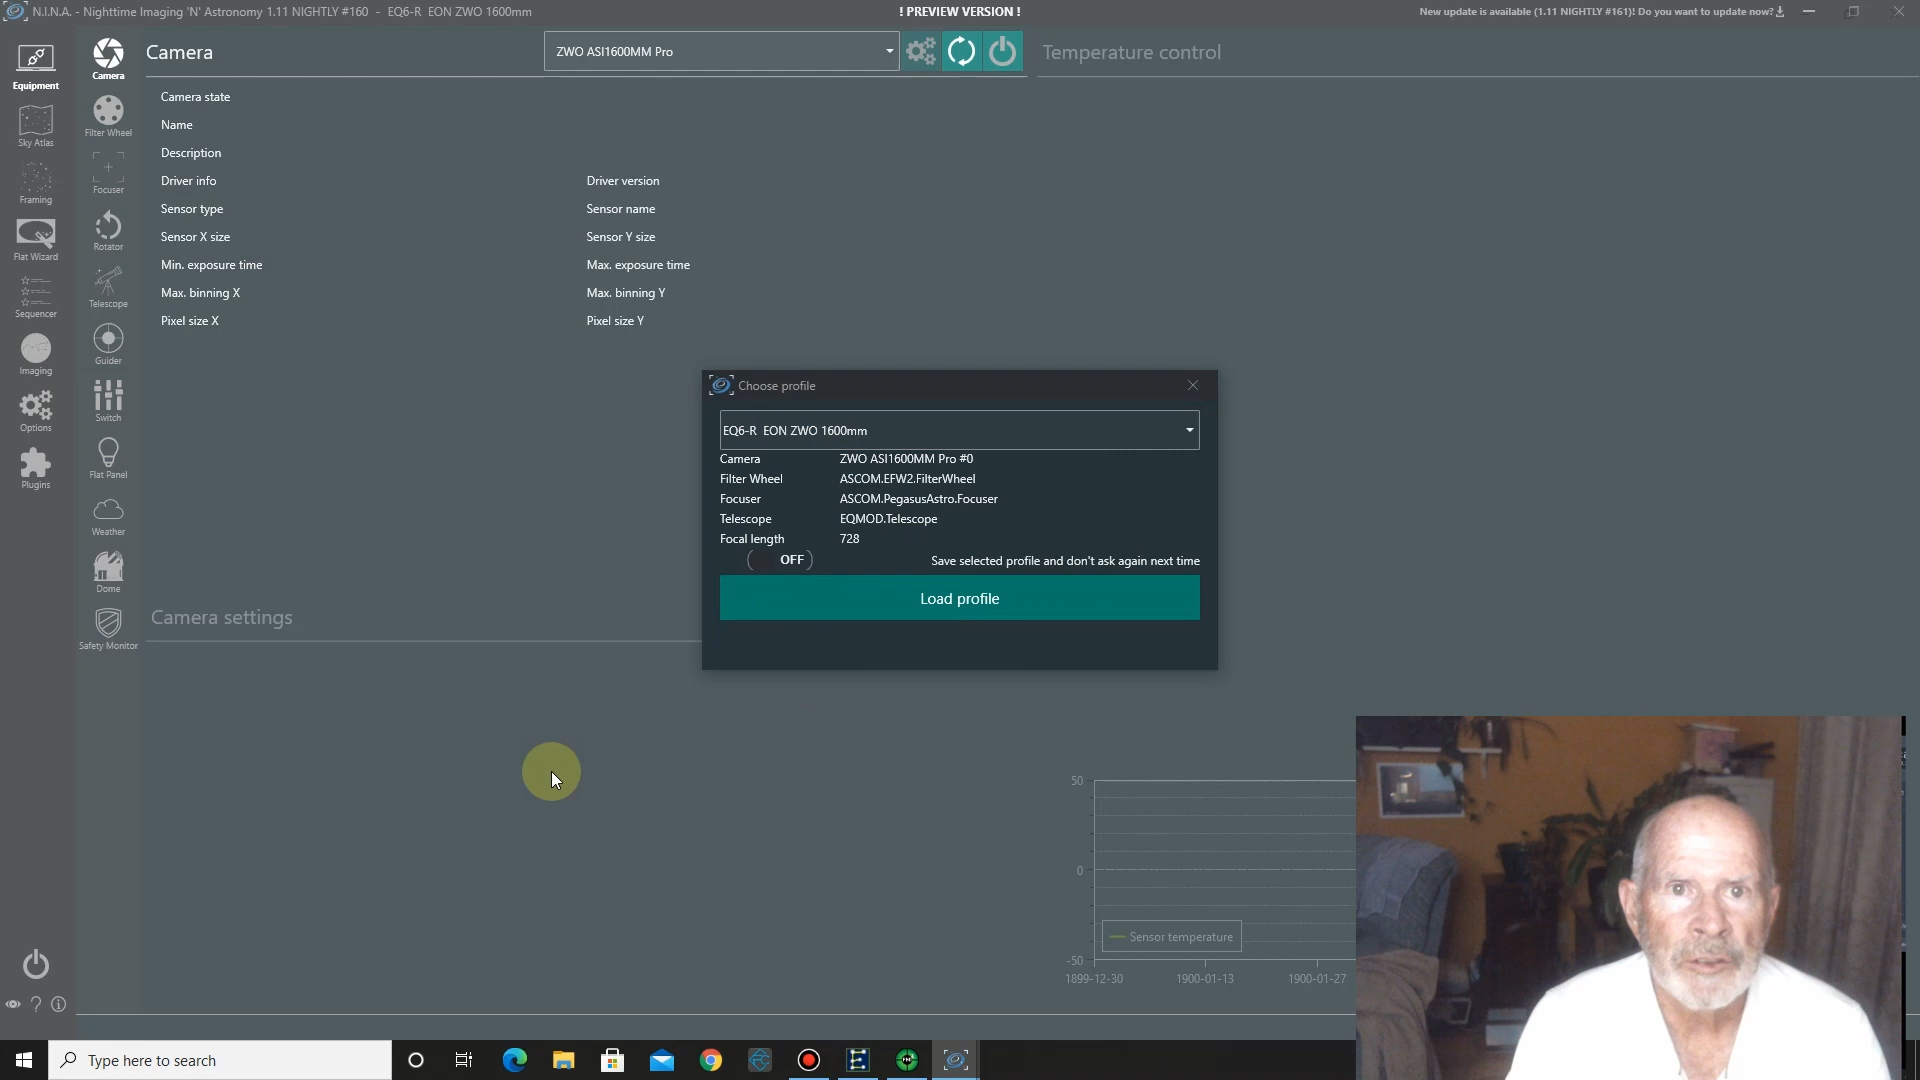 N.I.N.A. - Nighttime Imaging 'N' Astronomy 1.11 NIGHTLY #160 - EQ6-R EON ZWO 1600mm
! PREVIEW VERSION !
New update is available (1.11 NIGHTLY #161)! Do you want to update now?
Equipment
Sky Atlas
Framing
Flat Wizard
Sequencer
Imaging
Options
Plugins
Camera
Filter Wheel
Focuser
Rotator
Telescope
Guider
Switch
Flat Panel
Weather
Dome
Safety Monitor
Camera
ZWO ASI1600MM Pro
Temperature control
Camera state
Name
Description
Driver info
Driver version
Sensor type
Sensor name
Sensor X size
Sensor Y size
Min. exposure time
Max. exposure time
Max. binning X
Max. binning Y
Pixel size X
Pixel size Y
Choose profile
EQ6-R EON ZWO 1600mm
Camera ZWO ASI1600MM Pro #0
Filter Wheel ASCOM.EFW2.FilterWheel
Focuser ASCOM.PegasusAstro.Focuser
Telescope EQMOD.Telescope
Focal length 728
OFF Save selected profile and don't ask again next time
Load profile
Camera settings
50
0
-50
Sensor temperature
1899-12-30 1900-01-13 1900-01-27
Type here to search